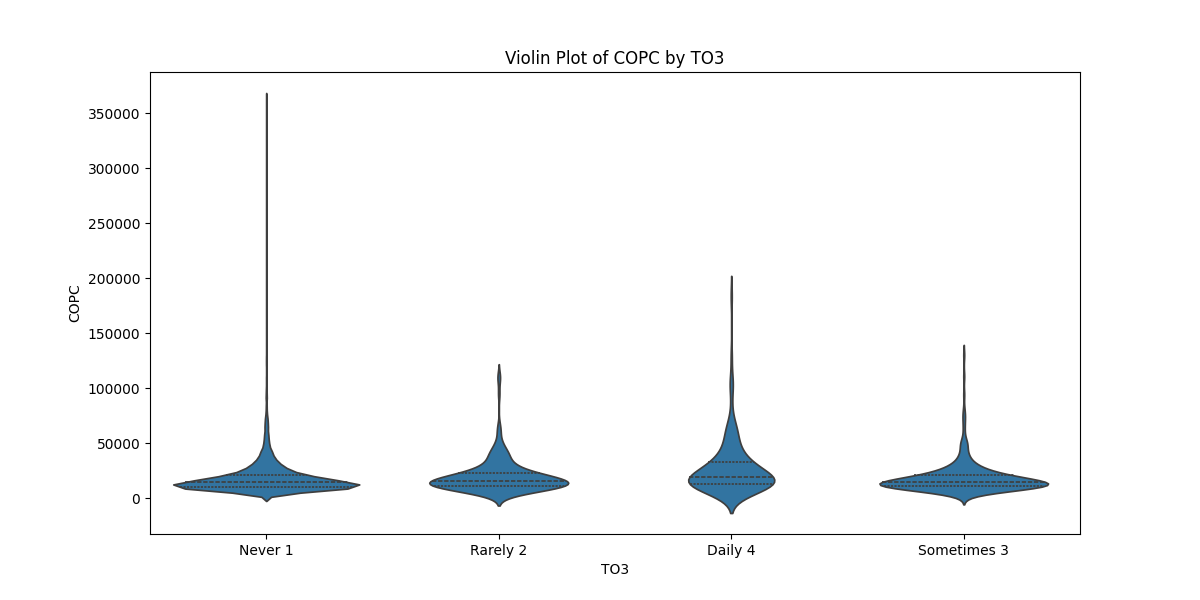 Violin Plot of COPC by TO3
COPC
350000
300000
250000
200000
150000
100000
50000
0
Never 1
Rarely 2
Daily 4
Sometimes 3
TO3